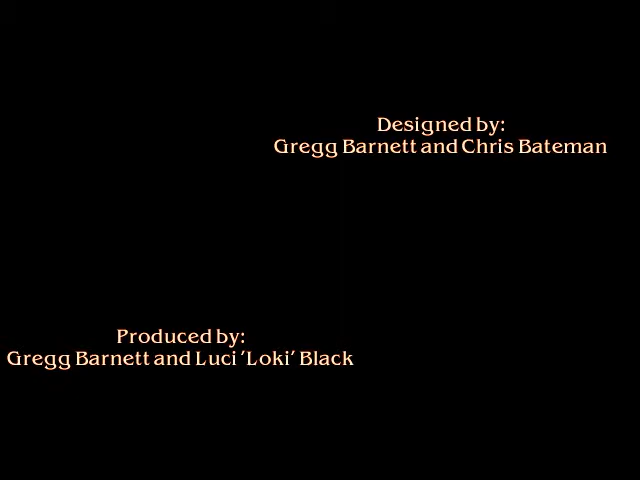 Designed by:
Gregg Barnett and Chris Bateman
Produced by:
Gregg Barnett and Luci 'Loki' Black